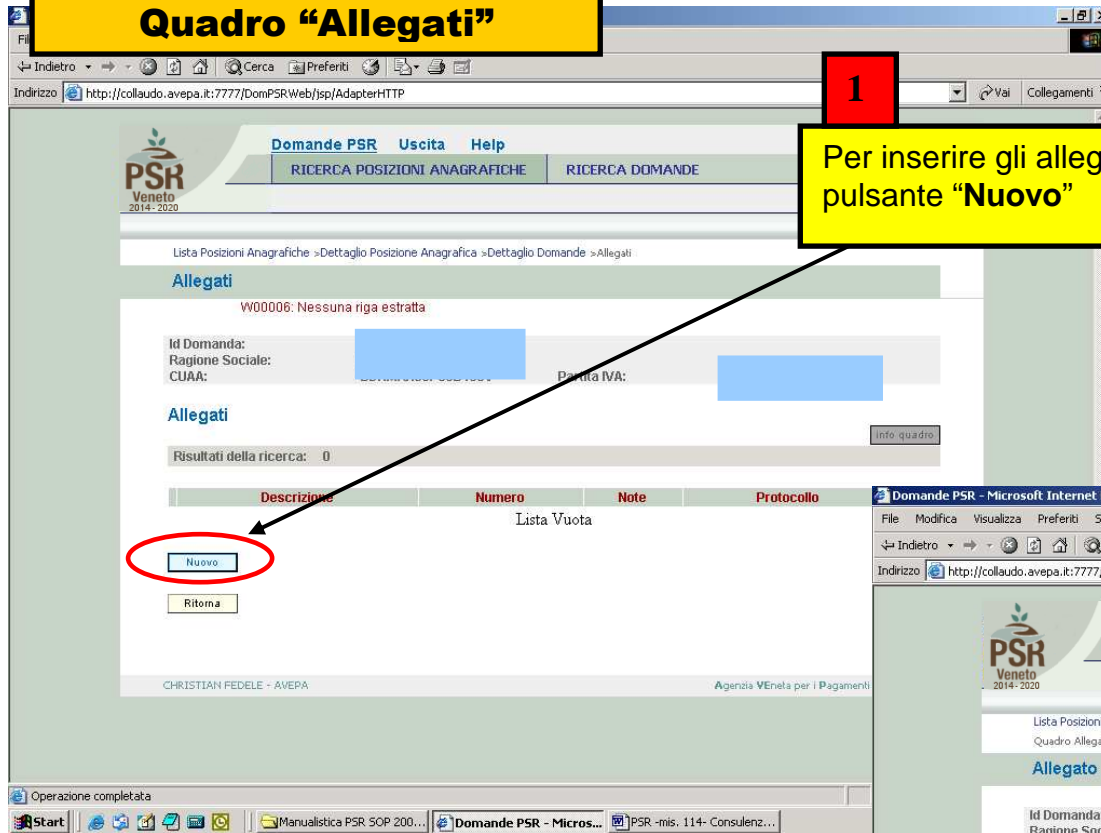 Quadro “Allegati”
1
Per inserire gli alleg
pulsante “Nuovo”
Indietro
Cerca
Preferiti
Indirizzo
http://collaudo.avepa.it:7777/DomPSRWeb/jsp/AdapterHTTP
Vai
Collegamenti
PSR
Veneto
2014-2020
Domande PSR Uscita Help
RICERCA POSIZIONI ANAGRAFICHE RICERCA DOMANDE
Lista Posizioni Anagrafiche >Dettaglio Posizione Anagrafica >Dettaglio Domande >Allegati
Allegati
W00006: Nessuna riga estratta
Id Domanda:
Ragione Sociale:
CUAA:
Partita IVA:
Allegati
info quadro
Risultati della ricerca: 0
Descrizione Numero Note Protocollo
Lista Vuota
Nuovo
Ritorna
CHRISTIAN FEDELE - AVEPA
Agenzia VEneta per i Pagamenti
Operazione completata
Start
Manualistica PSR SOP 200...
Domande PSR - Micros...
PSR -mis. 114- Consulenz...
Domande PSR - Microsoft Internet
File Modifica Visualizza Preferiti S
Indietro
Indirizzo
http://collaudo.avepa.it:7777/
PSR
Veneto
2014-2020
Lista Posizion
Quadro Allega
Allegato
Id Domanda
Ragione Soc